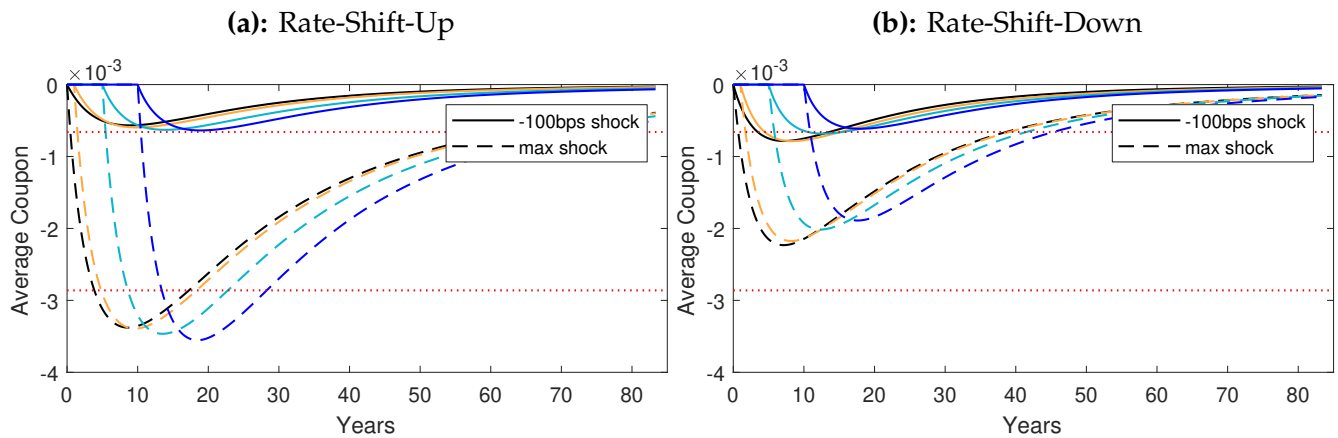 (a): Rate-Shift-Up
×10⁻³
0
-1
-2
-3
-4
Average Coupon
0 10 20 30 40 50 60 70 80
Years
-100bps shock
max shock
(b): Rate-Shift-Down
×10⁻³
0
-1
-2
-3
-4
Average Coupon
0 10 20 30 40 50 60 70 80
Years
-100bps shock
max shock